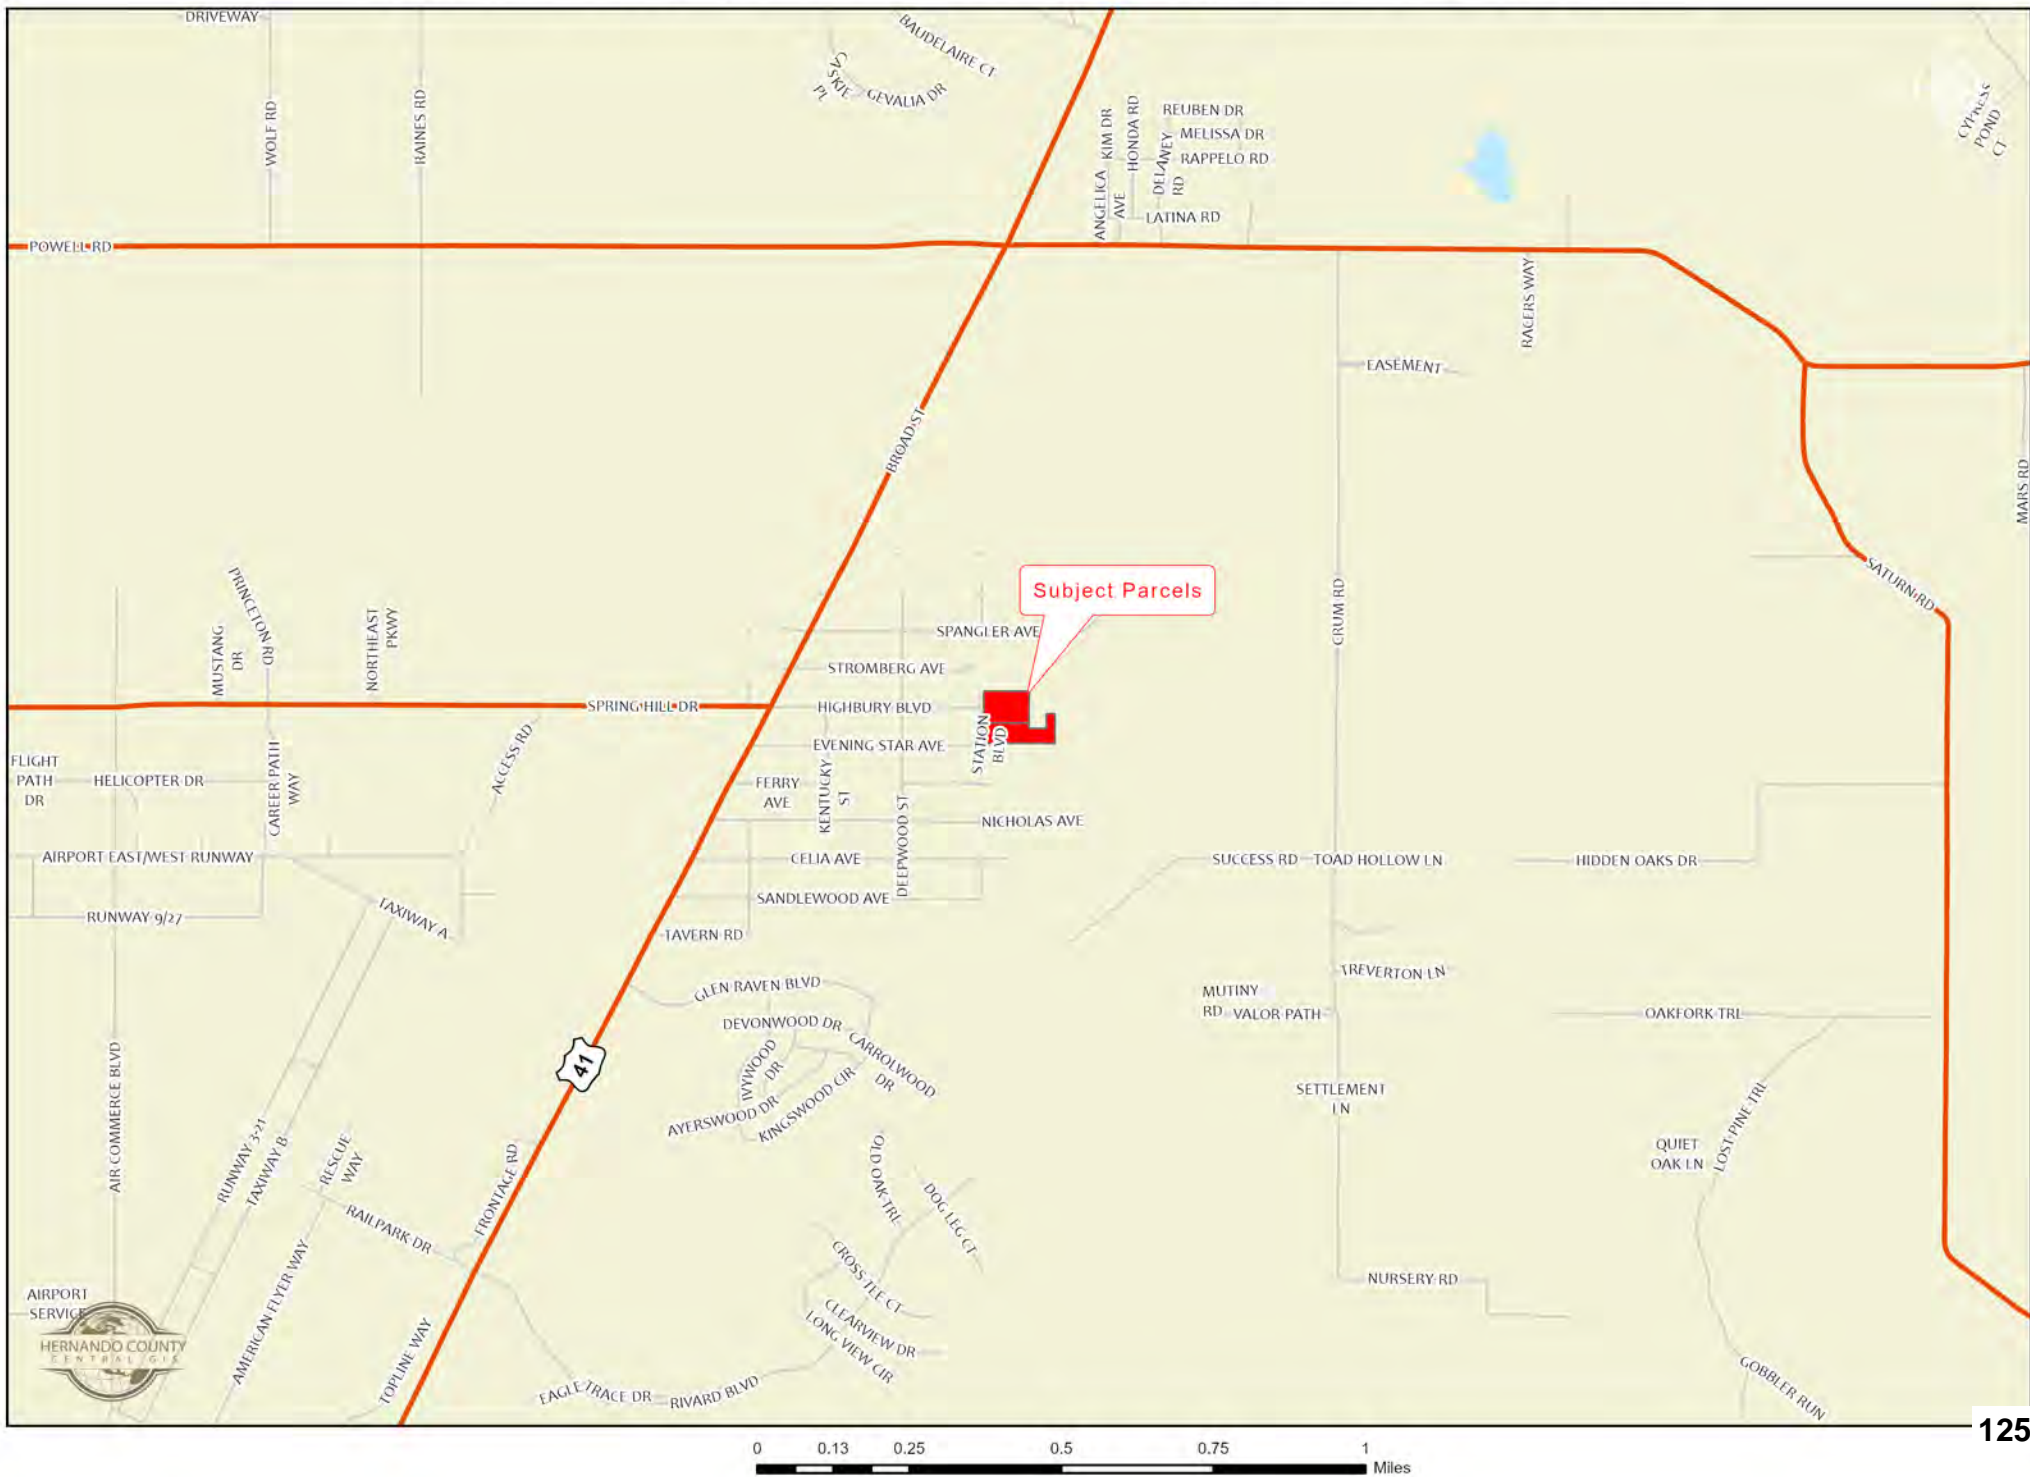 DRIVEWAY
BAUDELAIRE CT
CASKIE
PL
GEVALIA DR
WOLF RD
RAINES RD
ANGELICA
AVE
KIM DR
HONDA RD
DELANEY
RD
REUBEN DR
MELISSA DR
RAPPELO RD
LATINA RD
CYPRESS
POND
CT
POWELL RD
RACERS WAY
EASEMENT
BROAD ST
MARS RD
SATURN RD
CRUM RD
Subject Parcels
PRINCETON RD
MUSTANG
DR
NORTHEAST
PKWY
SPANGLER AVE
STROMBERG AVE
SPRING HILL DR
HIGHBURY BLVD
STATION
BLVD
EVENING STAR AVE
FLIGHT
PATH
DR
HELICOPTER DR
CAREER PATH
WAY
ACCESS RD
FERRY
AVE
KENTUCKY
ST
DEEPWOOD ST
NICHOLAS AVE
AIRPORT EAST/WEST RUNWAY
CELIA AVE
SUCCESS RD
TOAD HOLLOW LN
HIDDEN OAKS DR
SANDLEWOOD AVE
RUNWAY 9/27
TAXIWAY A
TAVERN RD
GLEN RAVEN BLVD
TREVERTON LN
MUTINY
RD
VALOR PATH
OAKFORK TRL
DEVONWOOD DR
CARROLWOOD
DR
IVYWOOD
DR
AYERSWOOD DR
KINGSWOOD CIR
41
AIR COMMERCE BLVD
SETTLEMENT
LN
LOST PINE TRL
QUIET
OAK LN
RUNWAY 3-21
TAXIWAY B
RESCUE
WAY
FRONTAGE RD
OLD OAK TRL
DOG LEG CT
RAILPARK DR
CROSS TEE CT
NURSERY RD
AIRPORT
SERVICE
AMERICAN FLYER WAY
CLEARVIEW DR
LONG VIEW CIR
TOPLINE WAY
EAGLE TRACE DR
RIVARD BLVD
GOBBLER RUN
HERNANDO COUNTY
CENTRAL GIS
125
0 0.13 0.25 0.5 0.75 1
Miles